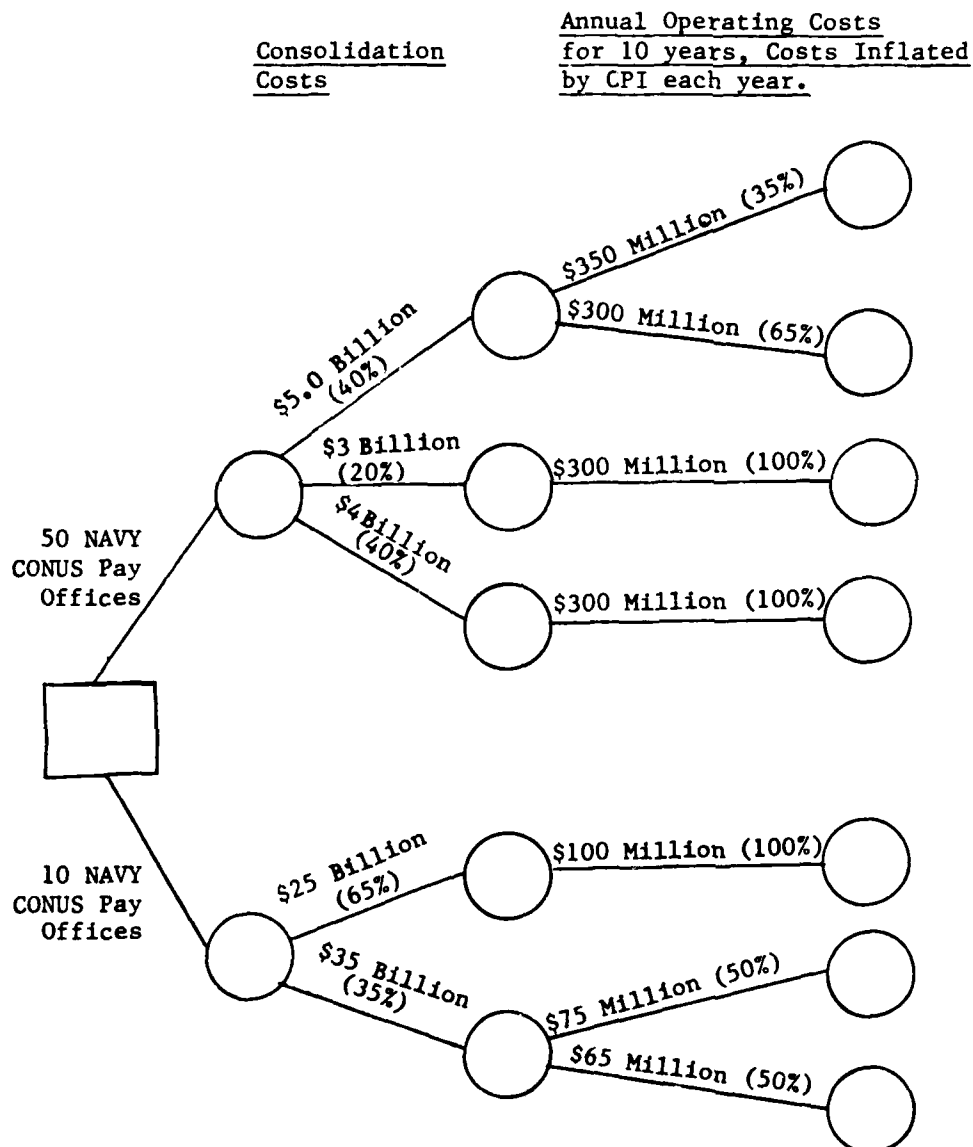 Consolidation
Costs
Annual Operating Costs
for 10 years, Costs Inflated
by CPI each year.
$350 Million (35%)
$300 Million (65%)
$5.0 Billion
(40%)
$3 Billion
(20%)
$300 Million (100%)
$4 Billion
(40%)
$300 Million (100%)
50 NAVY
CONUS Pay
Offices
10 NAVY
CONUS Pay
Offices
$25 Billion
(65%)
$100 Million (100%)
$35 Billion
(35%)
$75 Million (50%)
$65 Million (50%)